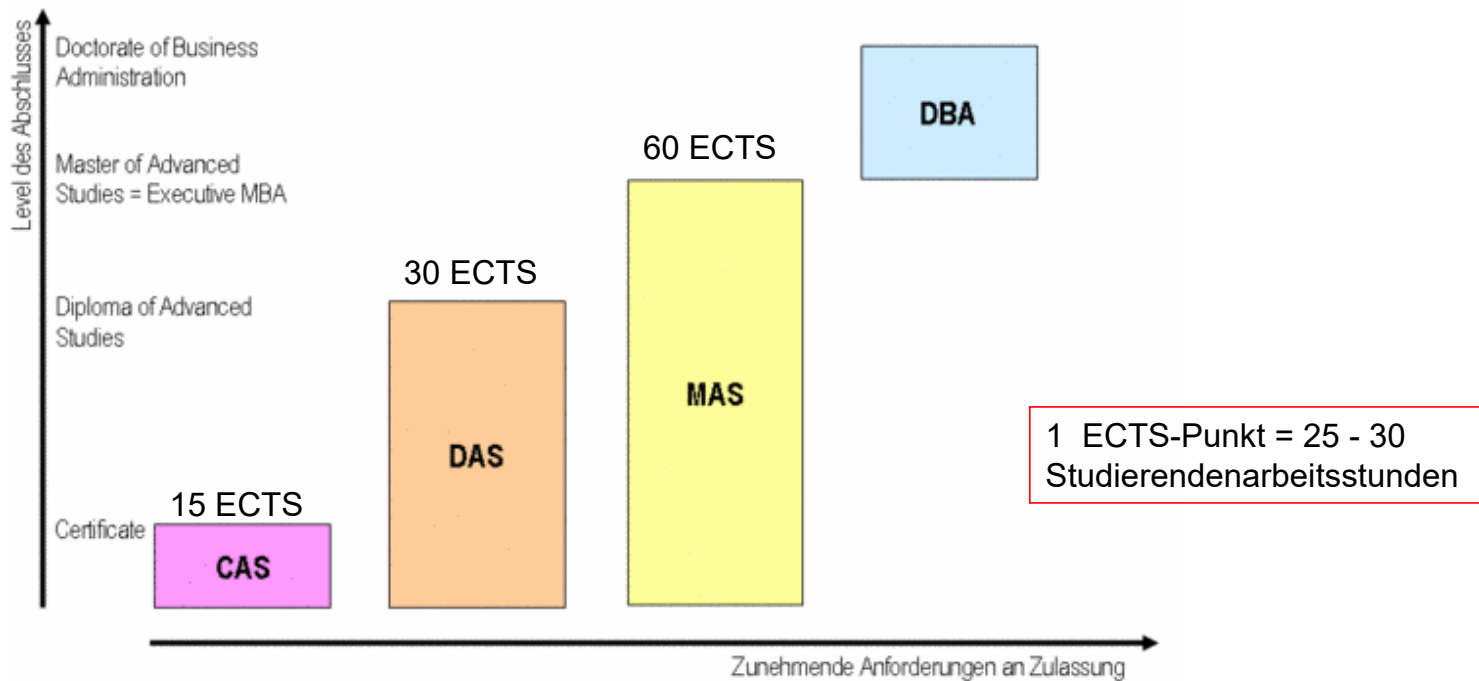 Level des Abschlusses
Doctorate of Business
Administration
DBA
60 ECTS
Master of Advanced
Studies = Executive MBA
30 ECTS
Diploma of Advanced
Studies
MAS
1 ECTS-Punkt = 25 - 30
Studierendenarbeitsstunden
DAS
15 ECTS
Certificate
CAS
Zunehmende Anforderungen an Zulassung